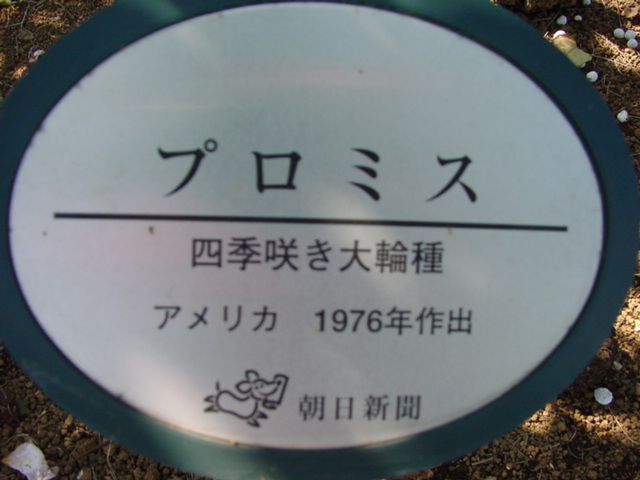 プロミス
四季咲き大輪種
アメリカ　1976年作出
朝日新聞